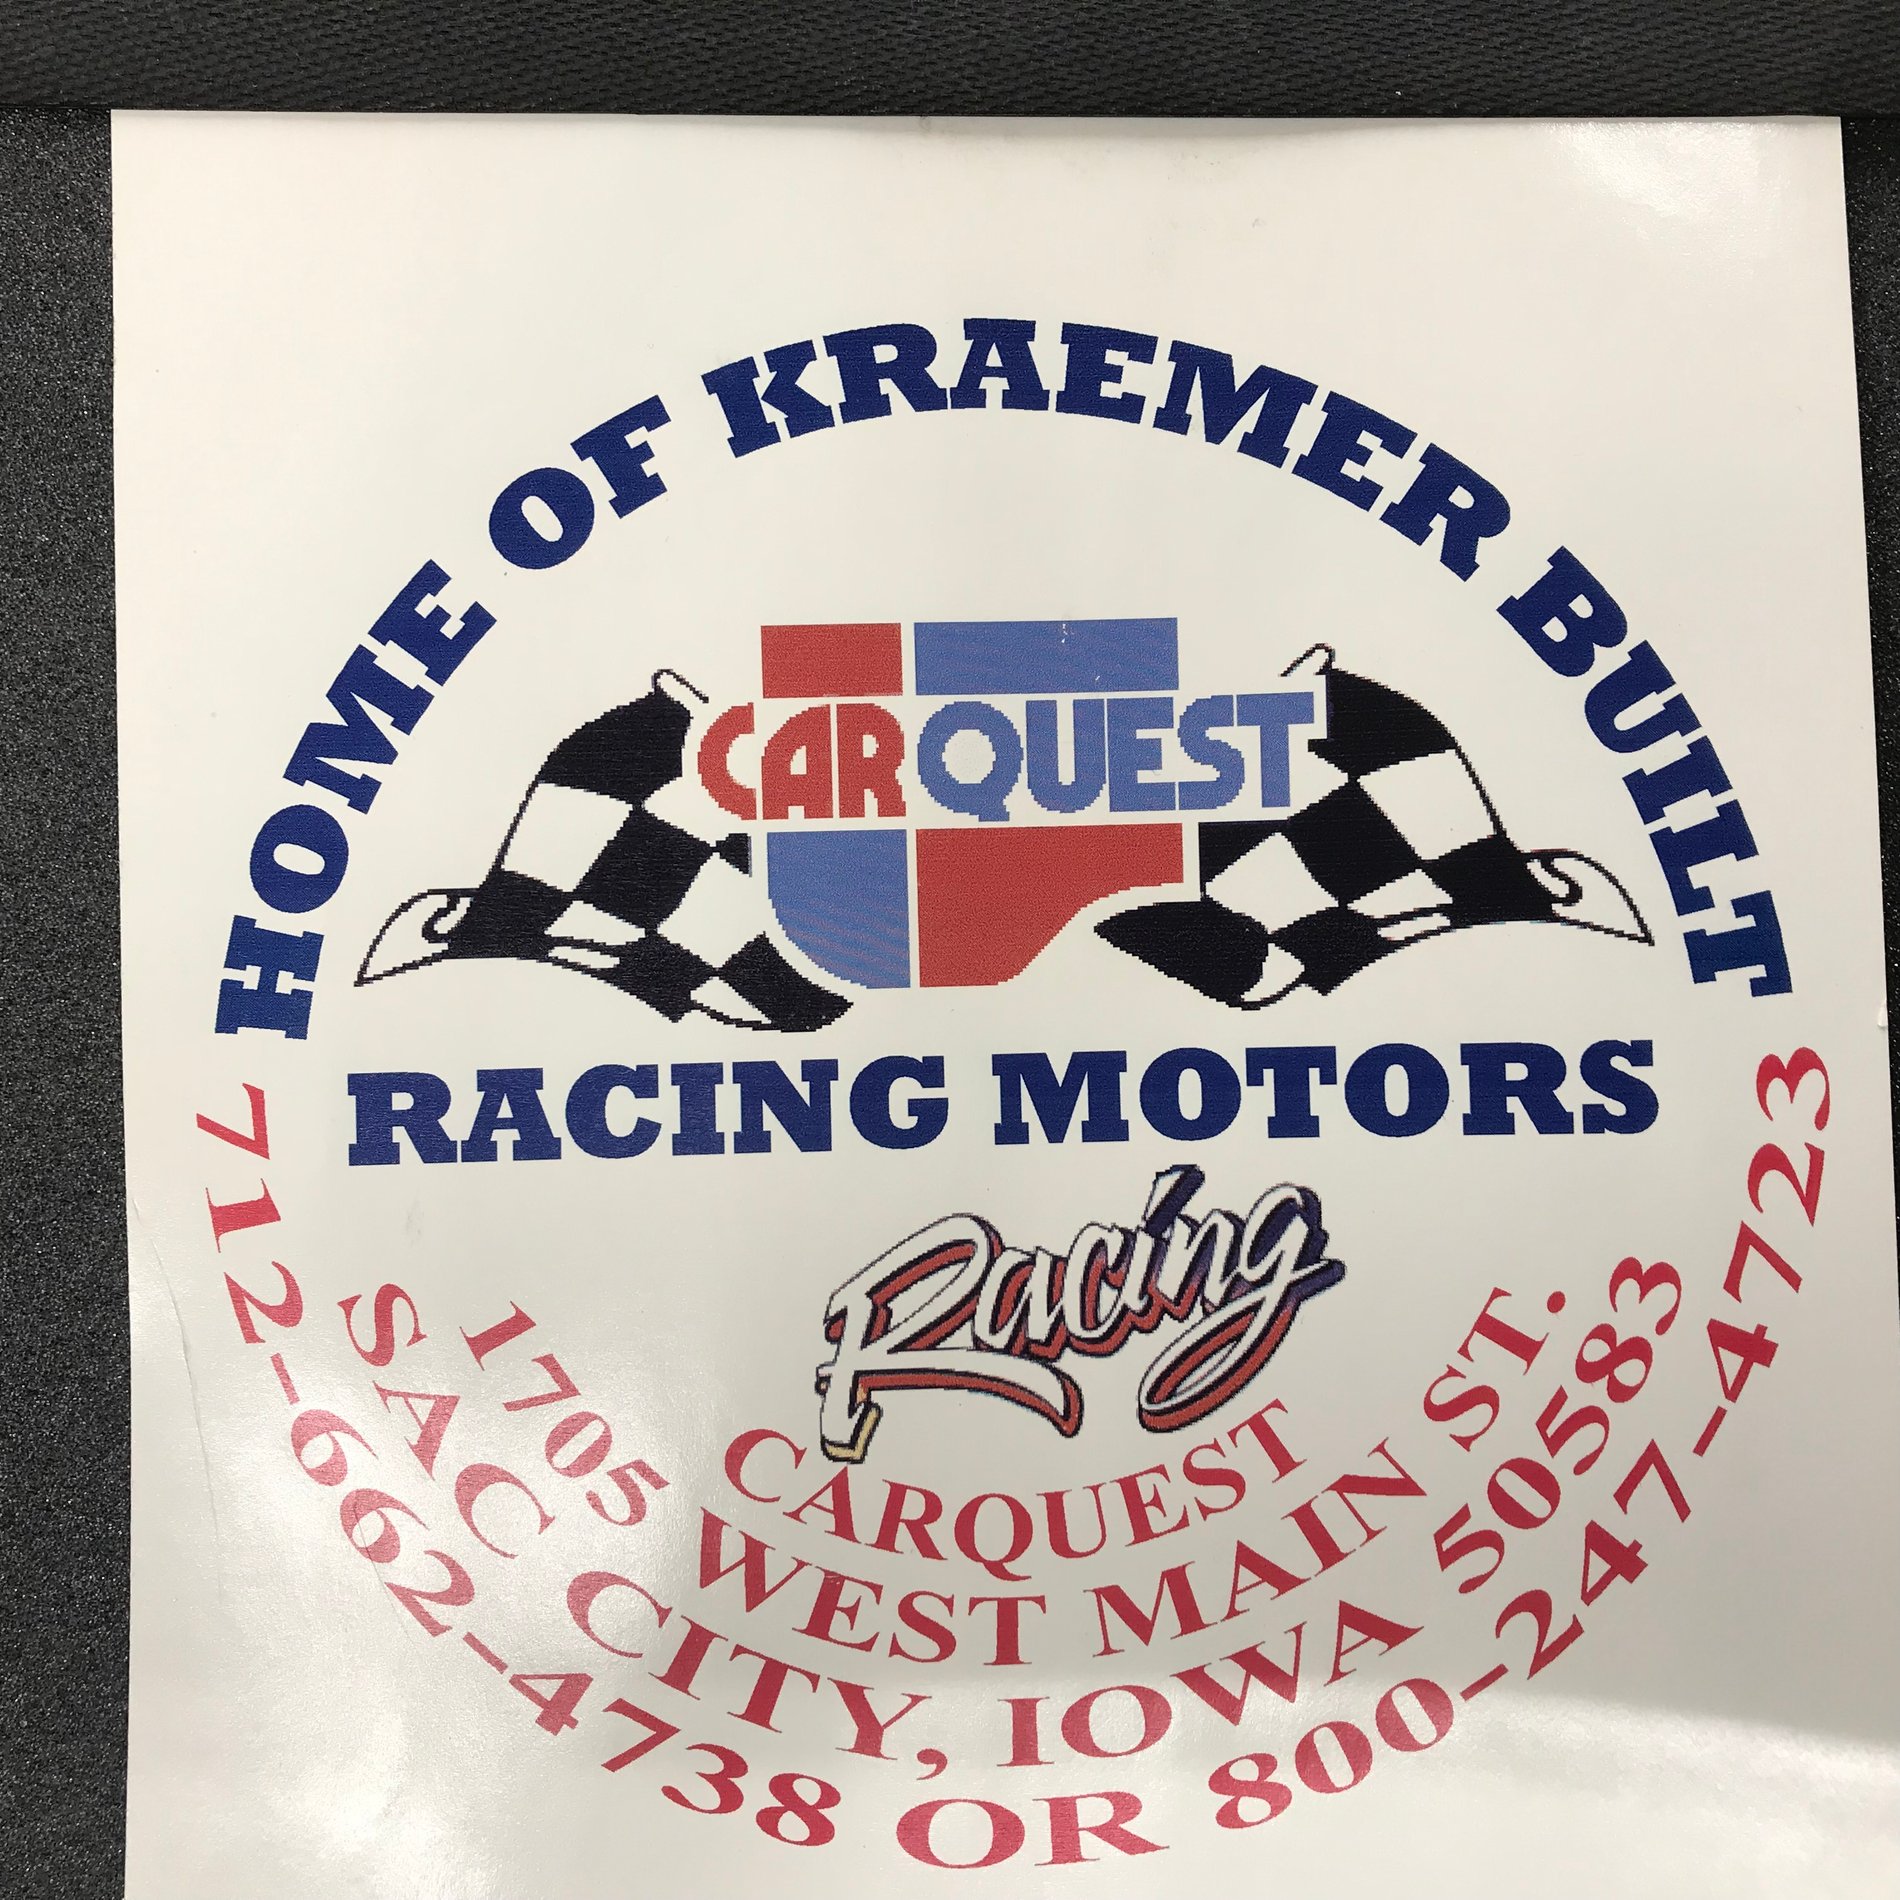 HOME OF KRAEMER BUILT
CARQUEST
RACING MOTORS
Racing
CARQUEST
1705 WEST MAIN ST.
SAC CITY, IOWA 50583
712-662-4738 OR 800-247-4723